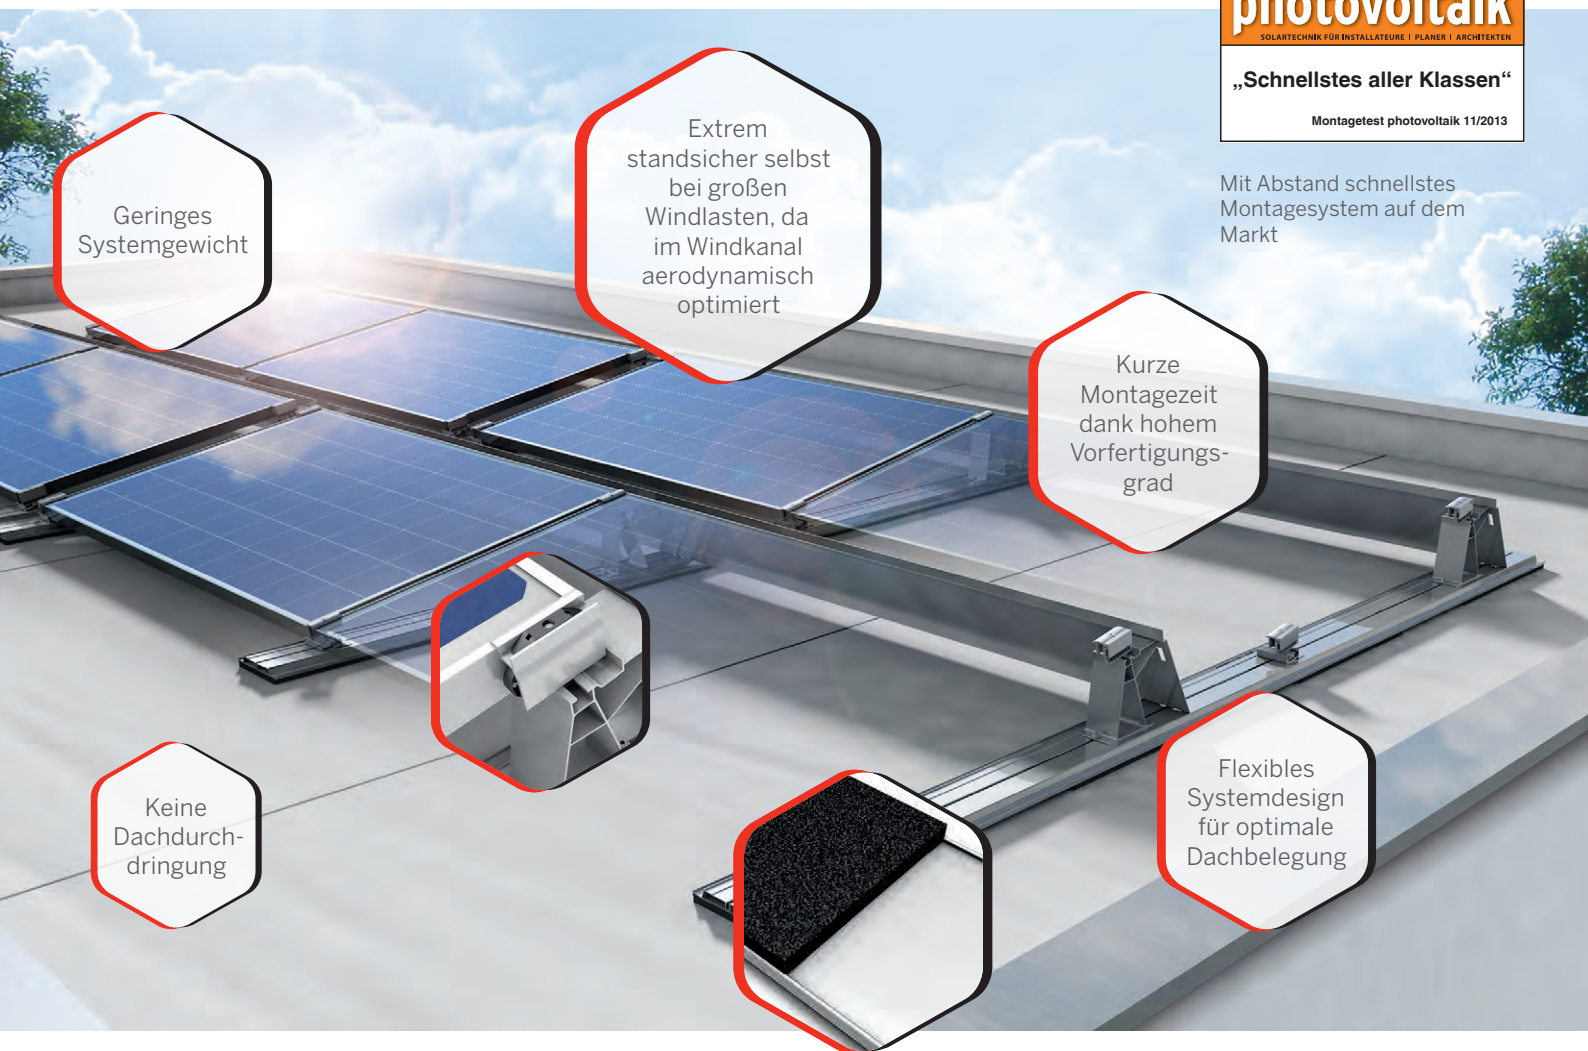 photovoltaik
SOLARTECHNIK FÜR INSTALLATEURE | PLANER | ARCHITEKTEN
„Schnellstes aller Klassen“
Montagetest photovoltaik 11/2013
Mit Abstand schnellstes
Montagesystem auf dem
Markt
Geringes
Systemgewicht
Extrem
standsicher selbst
bei großen
Windlasten, da
im Windkanal
aerodynamisch
optimiert
Kurze
Montagezeit
dank hohem
Vorfertigungs-
grad
Keine
Dachdurch-
dringung
Flexibles
Systemdesign
für optimale
Dachbelegung